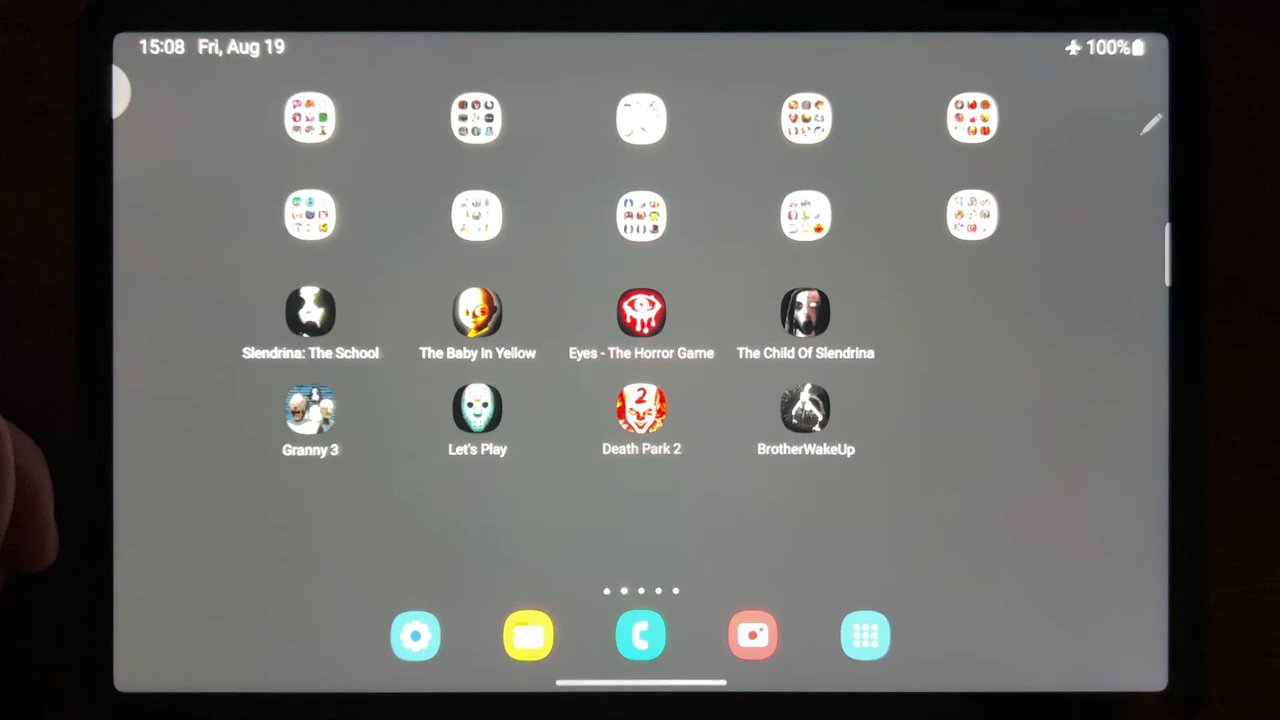 15:08 Fri, Aug 19
100%
Slendrina: The School
The Baby In Yellow
Eyes - The Horror Game
The Child Of Slendrina
2
Granny 3
Let's Play
Death Park 2
BrotherWakeUp